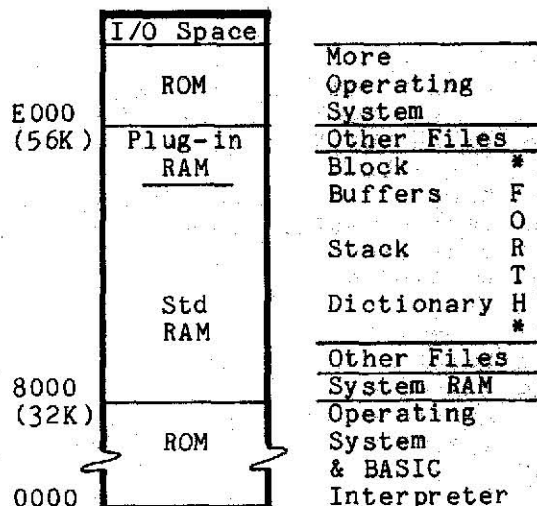 I/O Space
ROM
E000
(56K)
Plug-in
RAM
Std
RAM
8000
(32K)
ROM
0000
More
Operating
System
Other Files
Block *
Buffers F
O
Stack R
T
Dictionary H
*
Other Files
System RAM
Operating
System
& BASIC
Interpreter